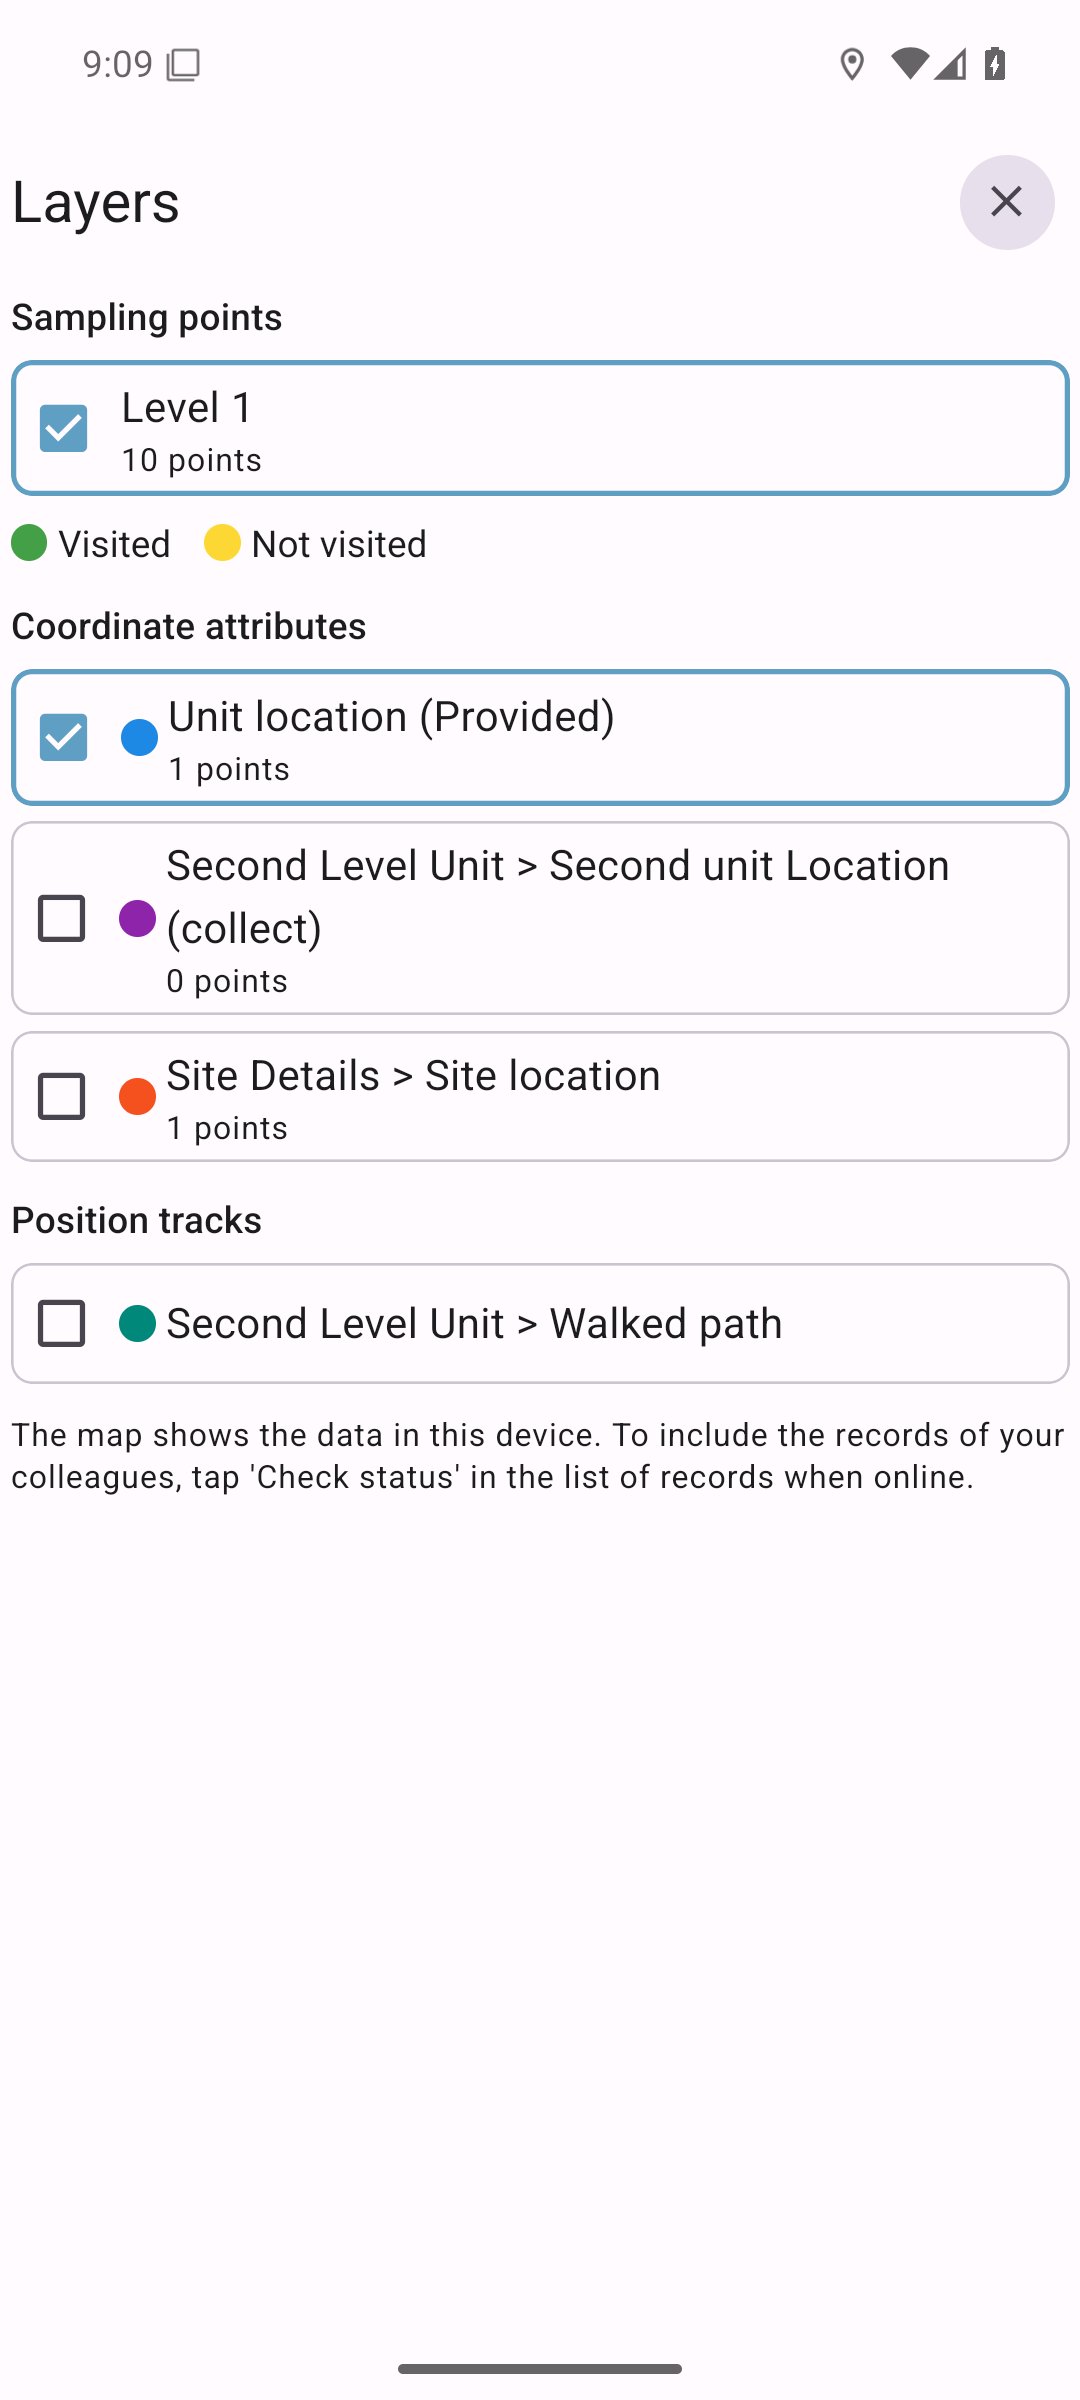 9:09
Layers
Sampling points
Level 1
10 points
Visited Not visited
Coordinate attributes
Unit location (Provided)
1 points
Second Level Unit > Second unit Location
(collect)
0 points
Site Details > Site location
1 points
Position tracks
Second Level Unit > Walked path
The map shows the data in this device. To include the records of your
colleagues, tap 'Check status' in the list of records when online.